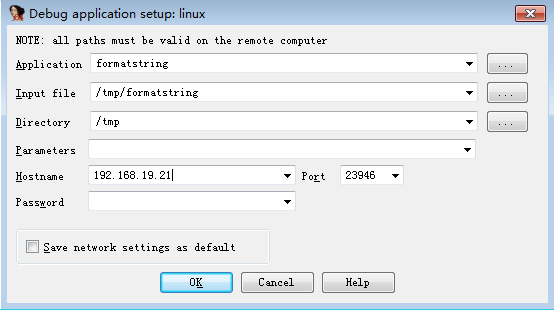 Debug application setup: linux
NOTE: all paths must be valid on the remote computer
Application formatstring ...
Input file /tmp/formatstring ...
Directory /tmp ...
Parameters
Hostname 192.168.19.21 Port 23946
Password
Save network settings as default
OK Cancel Help